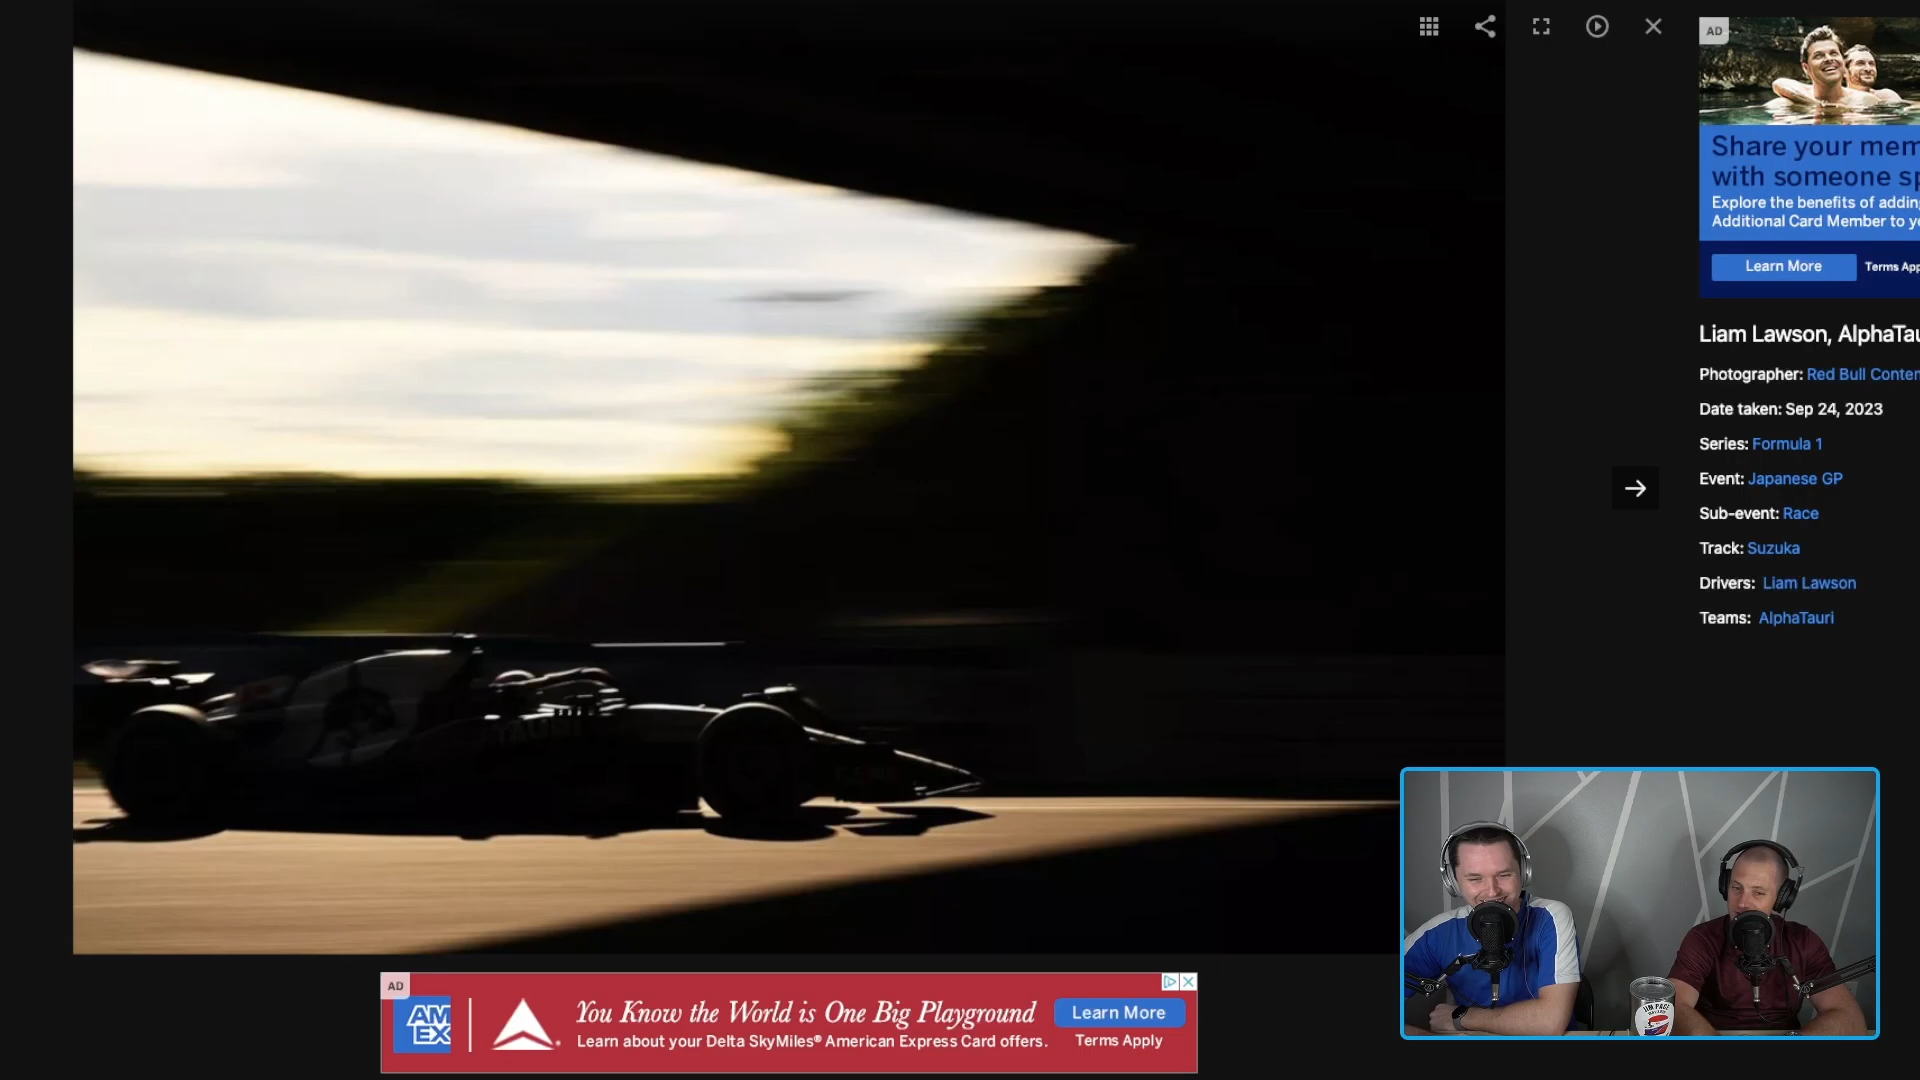 AD
Share your mem
with someone sp
Explore the benefits of adding
Additional Card Member to yo
Learn More
Terms App
Liam Lawson, AlphaTau
Photographer: Red Bull Conten
Date taken: Sep 24, 2023
Series: Formula 1
Event: Japanese GP
Sub-event: Race
Track: Suzuka
Drivers: Liam Lawson
Teams: AlphaTauri
AD
AM
EX
You Know the World is One Big Playground
Learn about your Delta SkyMiles® American Express Card offers.
Learn More
Terms Apply